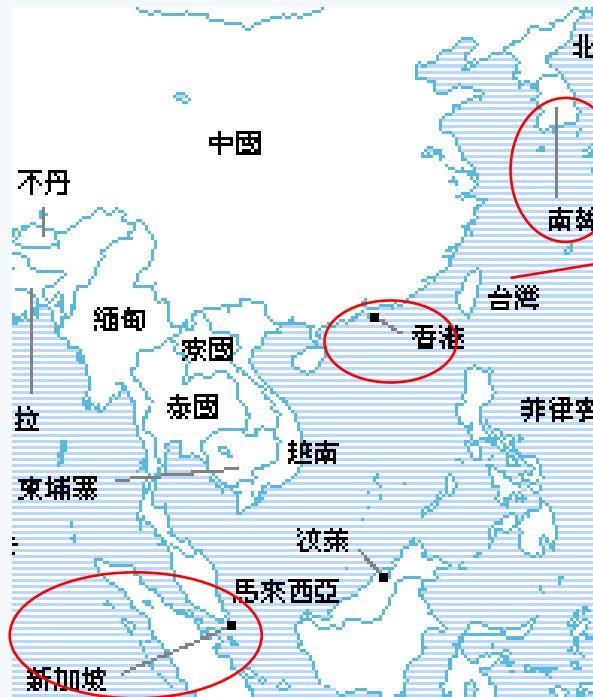 北
中國
不丹
南韓
台灣
緬甸
香港
寮國
泰國
菲律賓
拉
越南
柬埔寨
汶萊
馬來西亞
新加坡